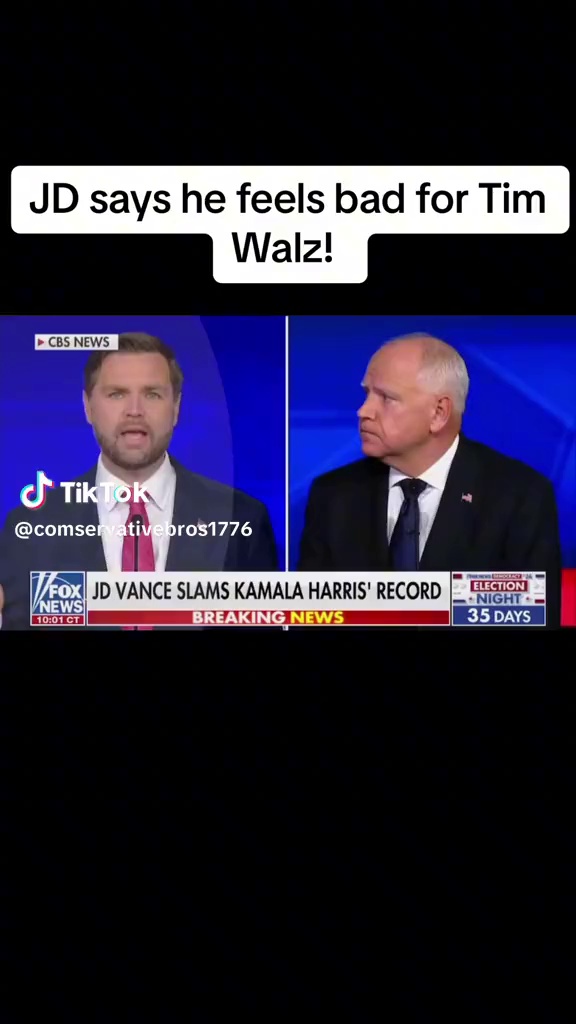 JD says he feels bad for Tim
Walz!
CBS NEWS
TikTok
@comservativebros1776
FOX
NEWS
10:01 CT
JD VANCE SLAMS KAMALA HARRIS' RECORD
BREAKING NEWS
ELECTION
NIGHT
35 DAYS